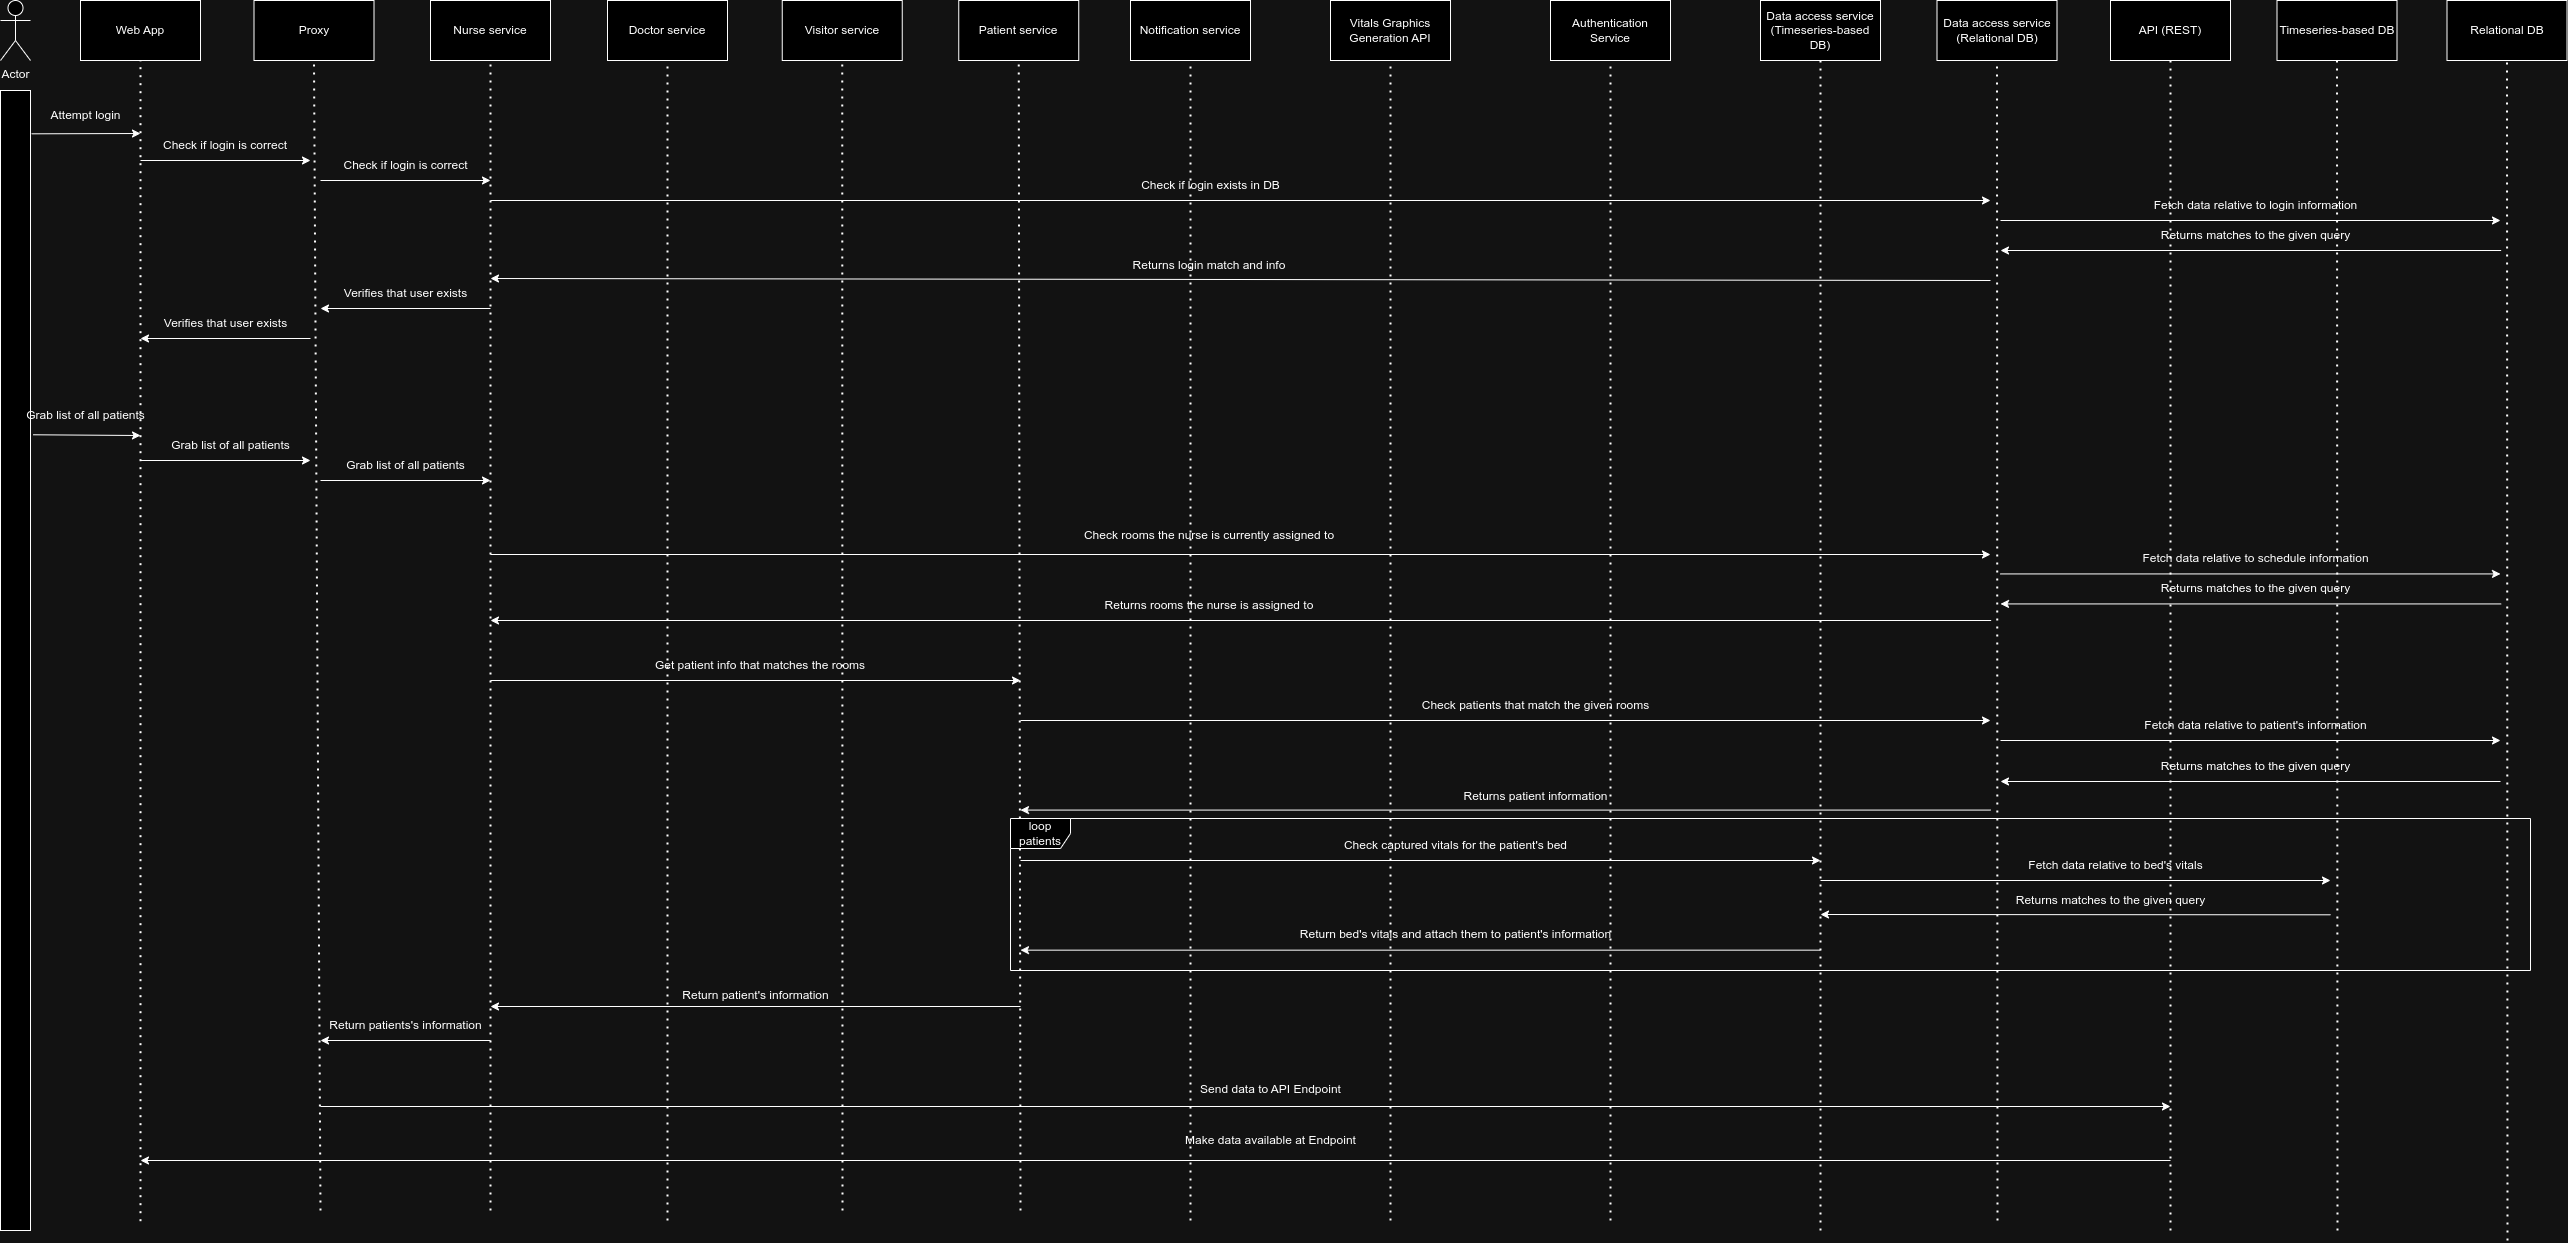 Actor
Web App
Proxy
Nurse service
Doctor service
Visitor service
Patient service
Notification service
Vitals Graphics
Generation API
Authentication
Service
Data access service
(Timeseries-based
DB)
Data access service
(Relational DB)
API (REST)
Timeseries-based DB
Relational DB
Attempt login
Check if login is correct
Check if login is correct
Check if login exists in DB
Fetch data relative to login information
Returns matches to the given query
Returns login match and info
Verifies that user exists
Verifies that user exists
Grab list of all patients
Grab list of all patients
Grab list of all patients
Check rooms the nurse is currently assigned to
Fetch data relative to schedule information
Returns matches to the given query
Returns rooms the nurse is assigned to
Get patient info that matches the rooms
Check patients that match the given rooms
Fetch data relative to patient's information
Returns matches to the given query
Returns patient information
loop
patients
Check captured vitals for the patient's bed
Fetch data relative to bed's vitals
Returns matches to the given query
Return bed's vitals and attach them to patient's information
Return patient's information
Return patients's information
Send data to API Endpoint
Make data available at Endpoint